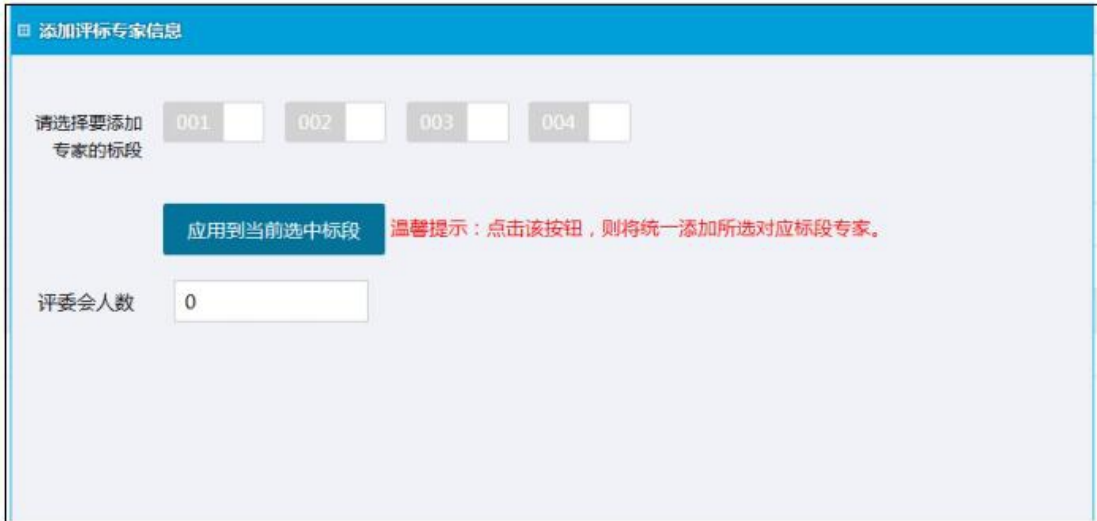 添加评标专家信息
请选择要添加 001 002 003 004
专家的标段
应用到当前选中标段 温馨提示：点击该按钮，则将统一添加所选对应标段专家。
评委会人数 0